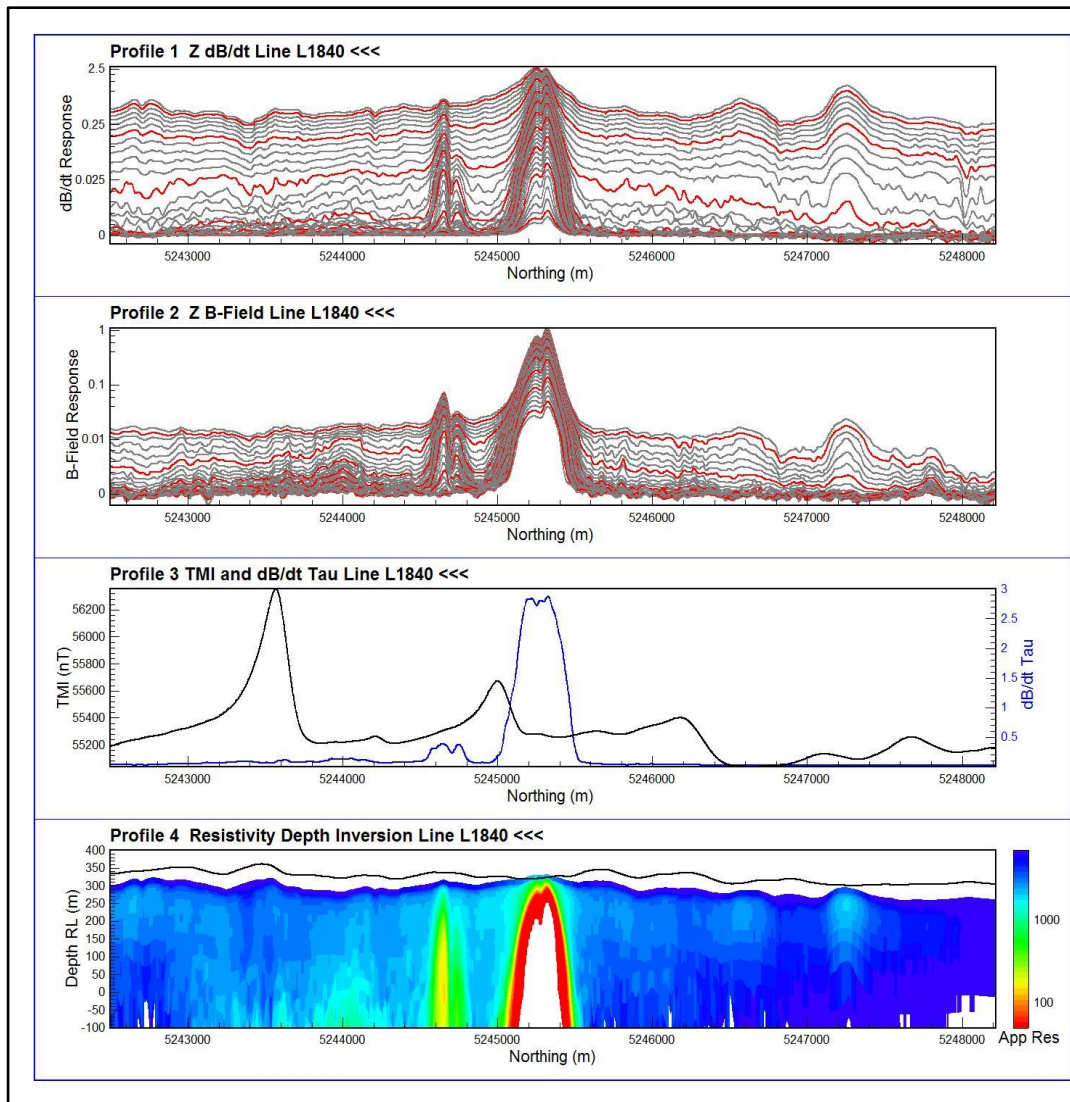 Profile 1 Z dB/dt Line L1840 <<<
2.5
0.25
0.025
0
dB/dt Response
5243000 5244000 5245000 5246000 5247000 5248000
Northing (m)
Profile 2 Z B-Field Line L1840 <<<
1
0.1
0.01
0
B-Field Response
5243000 5244000 5245000 5246000 5247000 5248000
Northing (m)
Profile 3 TMI and dB/dt Tau Line L1840 <<<
56200
56000
55800
55600
55400
55200
TMI (nT)
3
2.5
2
1.5
1
0.5
dB/dt Tau
5243000 5244000 5245000 5246000 5247000 5248000
Northing (m)
Profile 4 Resistivity Depth Inversion Line L1840 <<<
400
350
300
250
200
150
100
50
0
-50
-100
Depth RL (m)
1000
100
App Res
5243000 5244000 5245000 5246000 5247000 5248000
Northing (m)